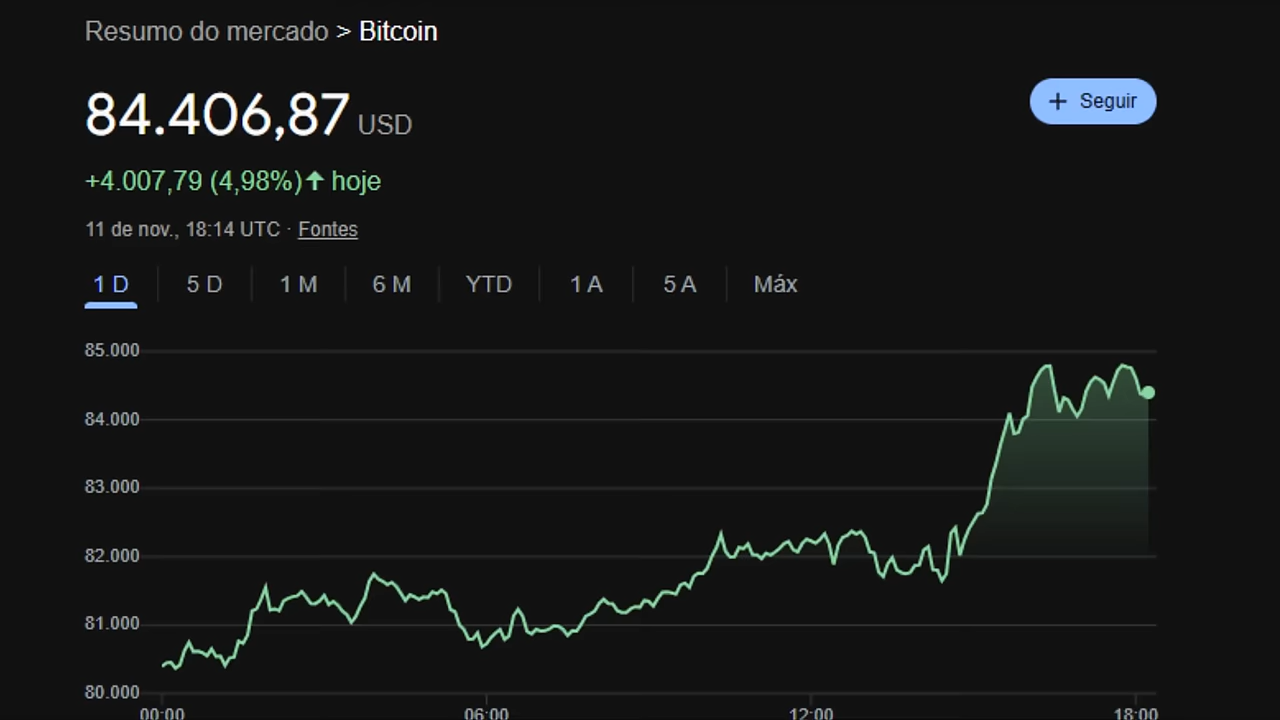 Resumo do mercado > Bitcoin
84.406,87 USD
+ Seguir
+4.007,79 (4,98%) ↑ hoje
11 de nov., 18:14 UTC · Fontes
1 D 5 D 1 M 6 M YTD 1 A 5 A Máx
85.000
84.000
83.000
82.000
81.000
80.000
00:00 06:00 12:00 18:00